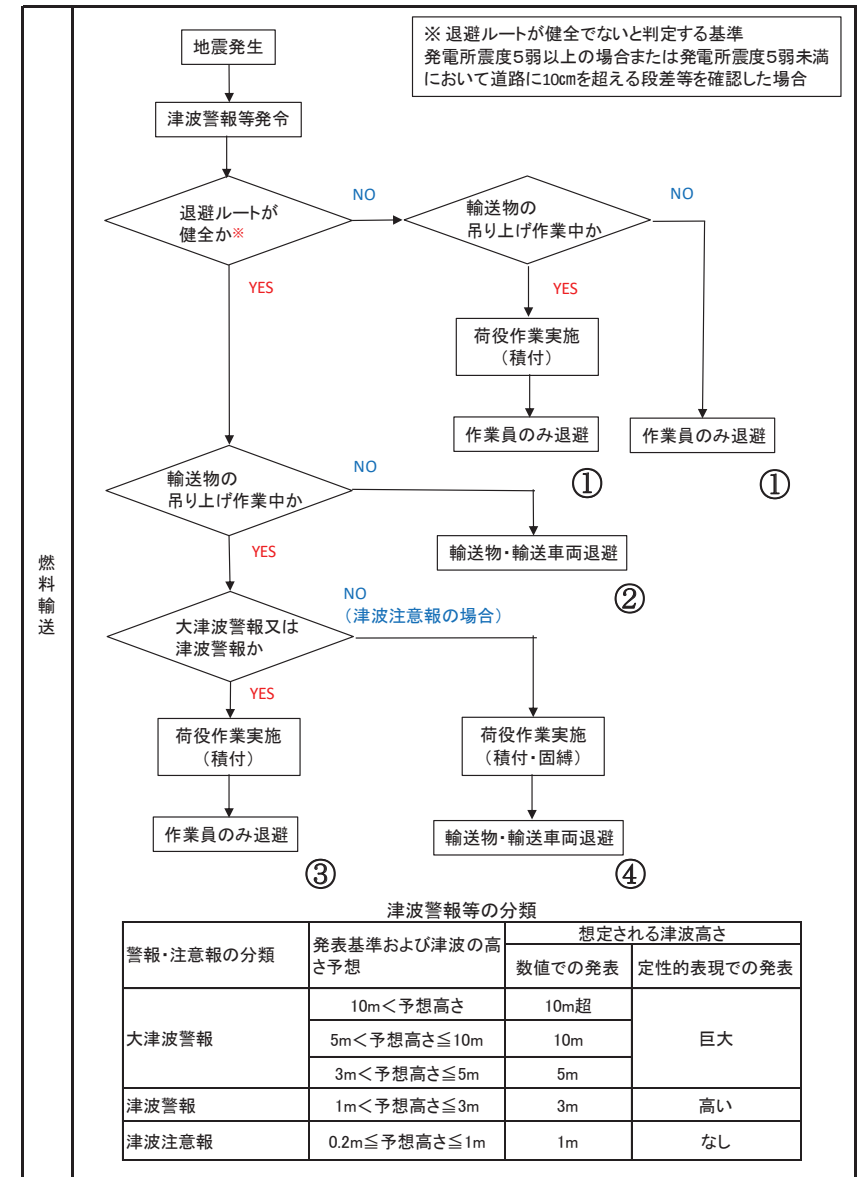 燃料輸送
地震発生
※ 退避ルートが健全でないと判定する基準
発電所震度5弱以上の場合または発電所震度5弱未満
において道路に10㎝を超える段差等を確認した場合
津波警報等発令
退避ルートが
健全か※
NO
輸送物の
吊り上げ作業中か
NO
YES
YES
荷役作業実施
（積付）
作業員のみ退避
作業員のみ退避
①
①
輸送物の
吊り上げ作業中か
NO
YES
輸送物・輸送車両退避
②
大津波警報又は
津波警報か
NO
（津波注意報の場合）
YES
荷役作業実施
（積付）
荷役作業実施
（積付・固縛）
作業員のみ退避
輸送物・輸送車両退避
③
④
津波警報等の分類
警報・注意報の分類
発表基準および津波の高
さ予想
想定される津波高さ
数値での発表
定性的表現での発表
大津波警報
10m＜予想高さ
10m超
巨大
5m＜予想高さ≦10m
10m
3m＜予想高さ≦5m
5m
津波警報
1m＜予想高さ≦3m
3m
高い
津波注意報
0.2m≦予想高さ≦1m
1m
なし